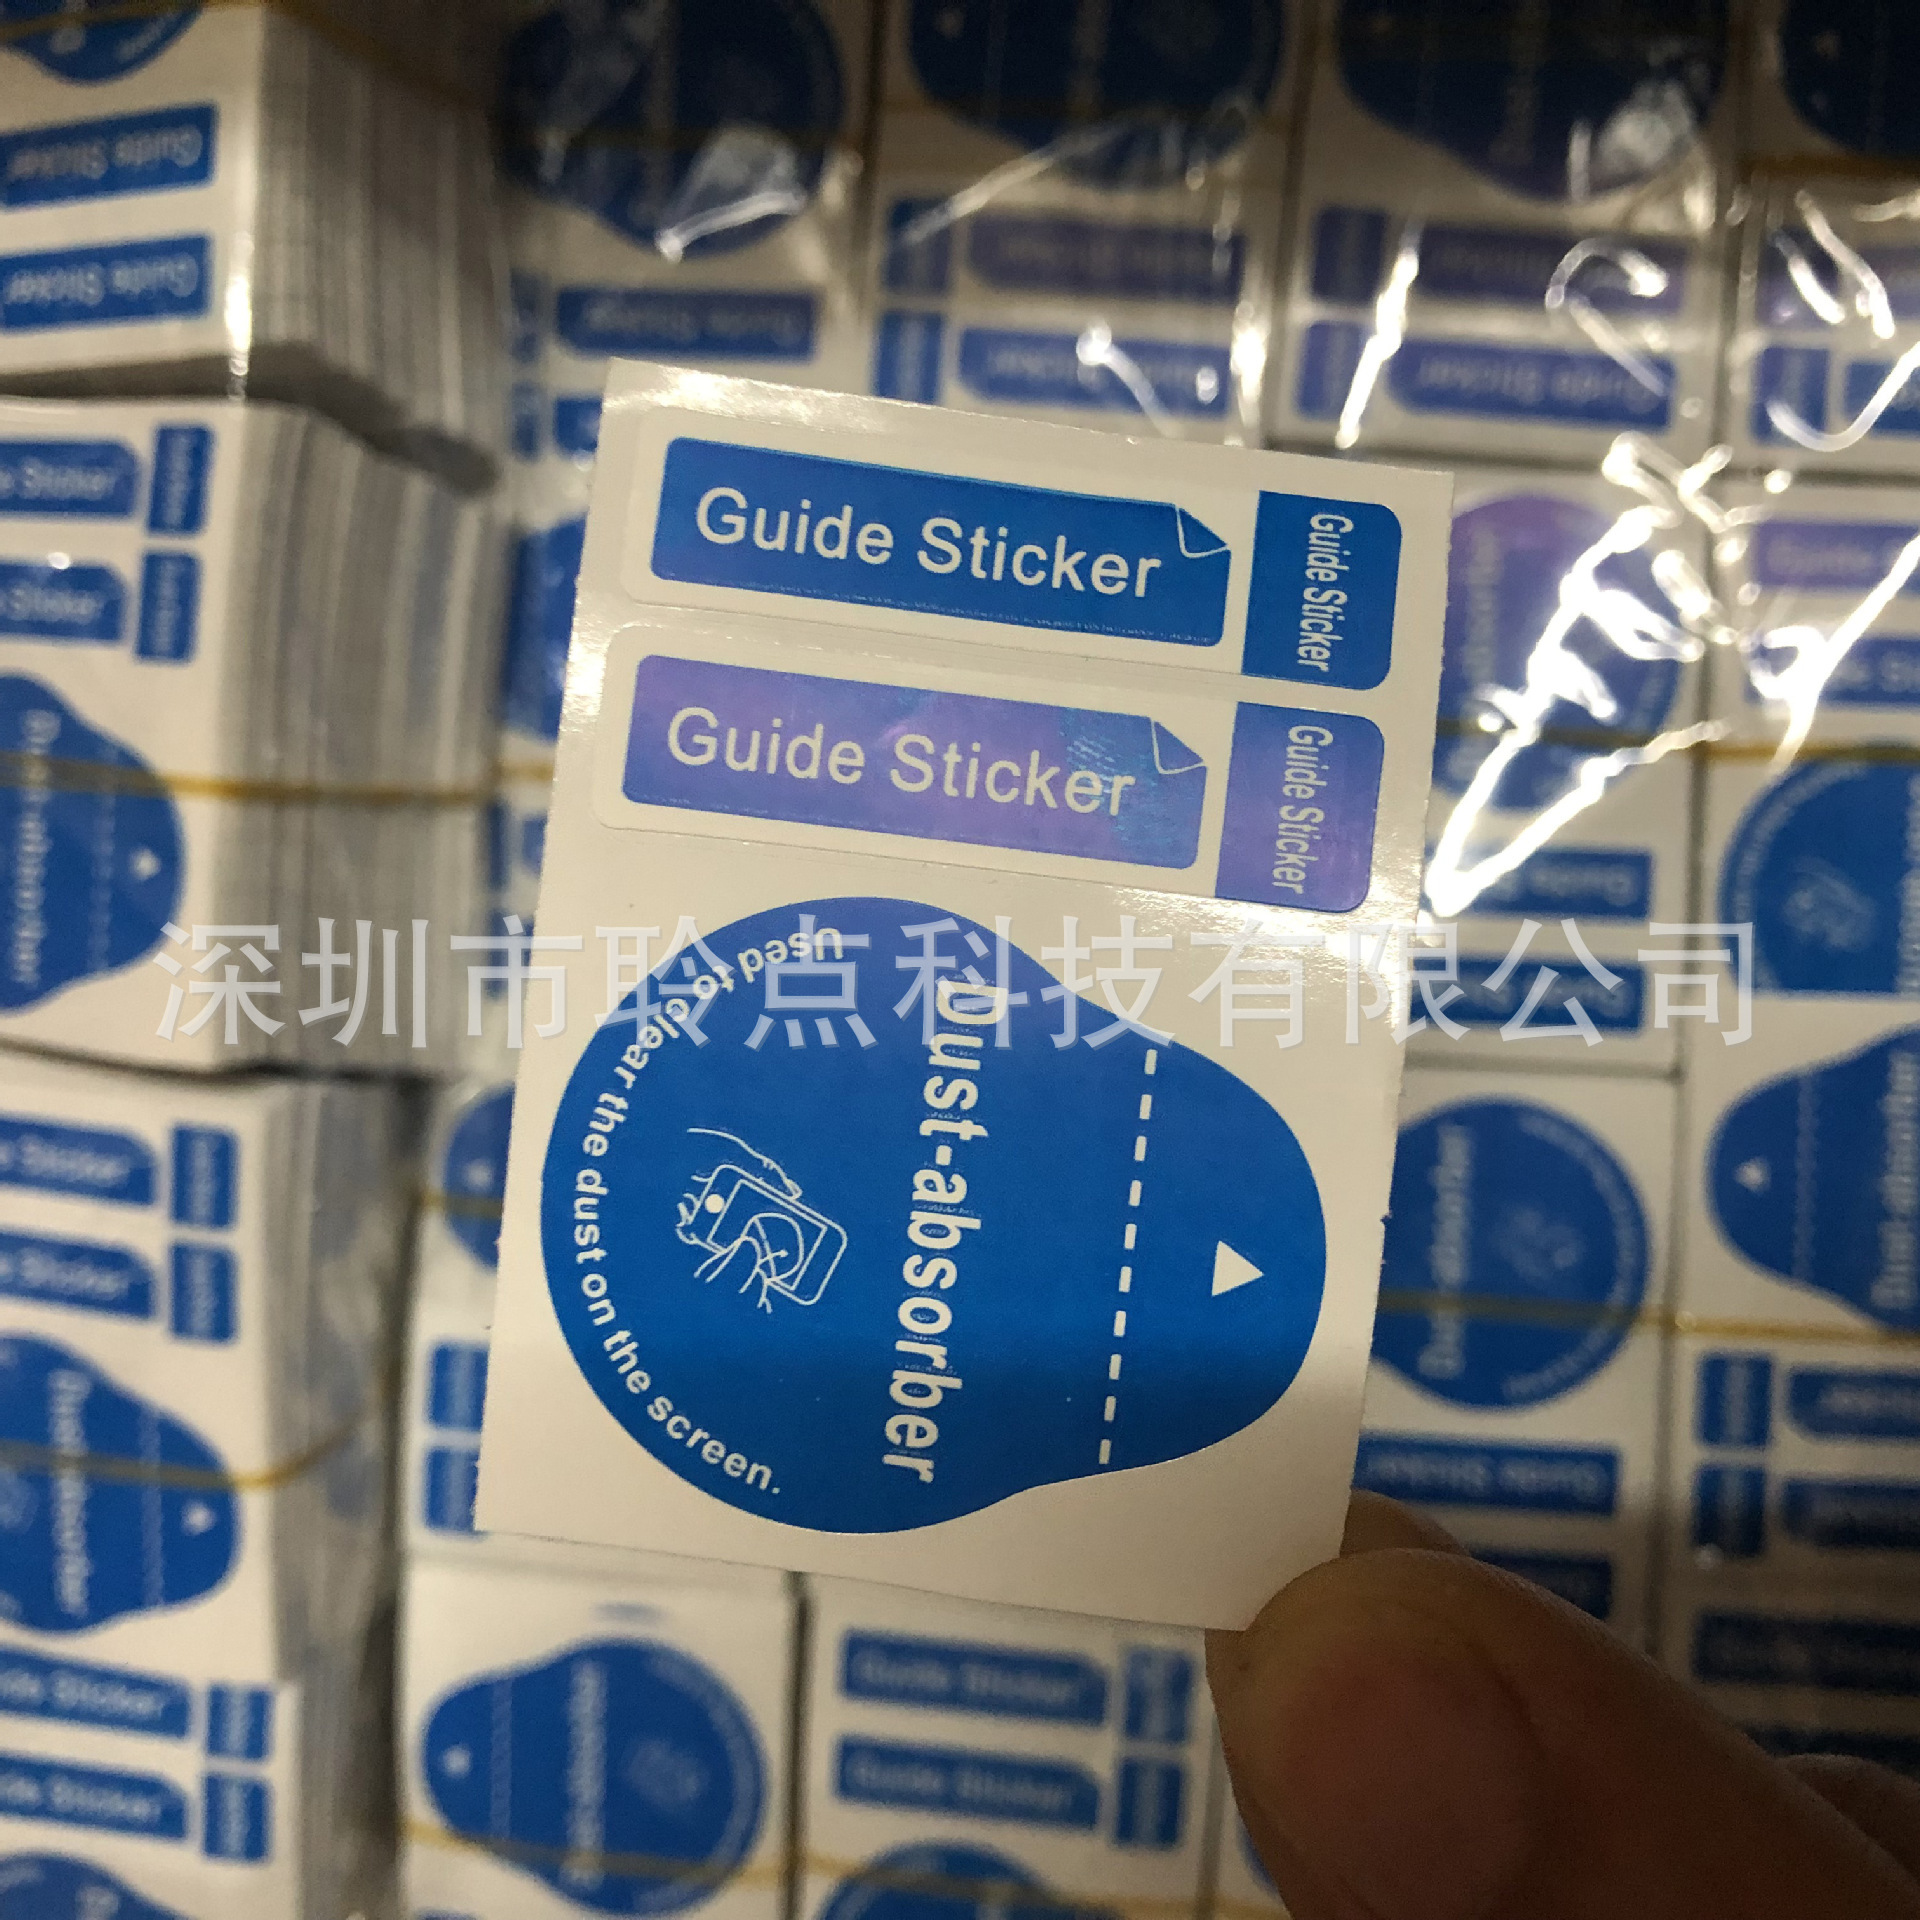 Guide Sticker
Guide Sticker
Guide Sticker
Guide Sticker
Used to clear the dust on the screen.
Dust-absorber
深圳市聆点科技有限公司